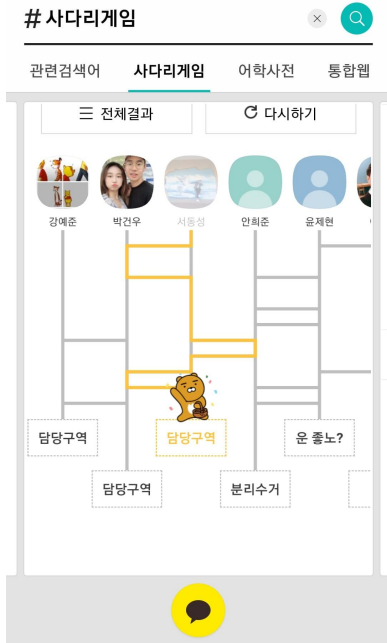 #사다리게임
관련검색어 사다리게임 어학사전 통합웹
전체결과 다시하기
강예준 박건우 서동성 안희준 윤제현
담당구역 담당구역 운 좋노?
담당구역 분리수거